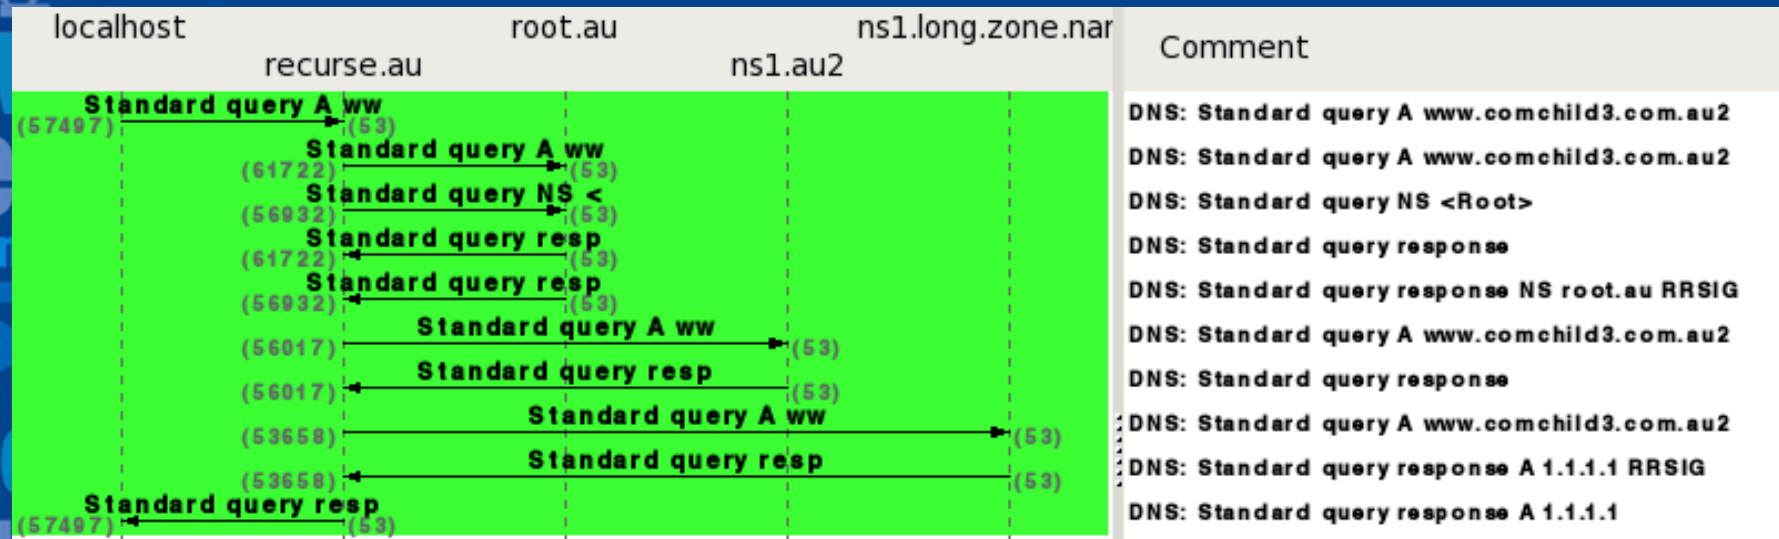 localhost root.au ns1.long.zone.nar Comment
recurse.au ns1.au2
Standard query A ww
(57497) (53) DNS: Standard query A www.comchild3.com.au2
Standard query A ww
(61722) (53) DNS: Standard query A www.comchild3.com.au2
Standard query NS <
(56932) (53) DNS: Standard query NS <Root>
Standard query resp
(61722) (53) DNS: Standard query response
Standard query resp
(56932) (53) DNS: Standard query response NS root.au RRSIG
Standard query A ww
(56017) (53) DNS: Standard query A www.comchild3.com.au2
Standard query resp
(56017) (53) DNS: Standard query response
Standard query A ww
(53658) (53) DNS: Standard query A www.comchild3.com.au2
Standard query resp
(53658) (53) DNS: Standard query response A 1.1.1.1 RRSIG
Standard query resp
(57497) (53) DNS: Standard query response A 1.1.1.1